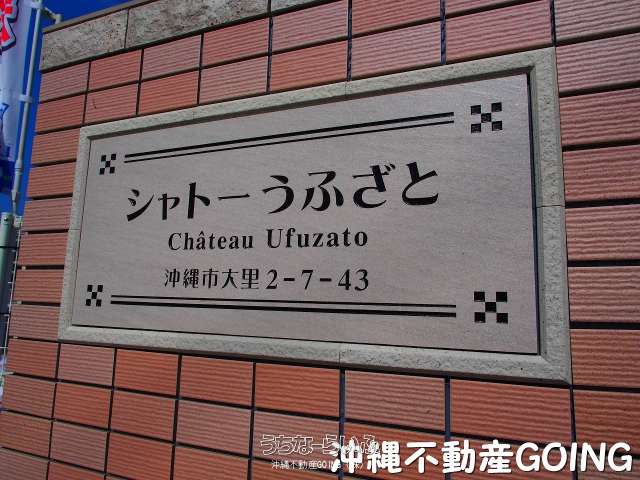 シャトーうふざと
Château Ufuzato
沖縄市大里2-7-43
うちなーらいふ
沖縄不動産GOING